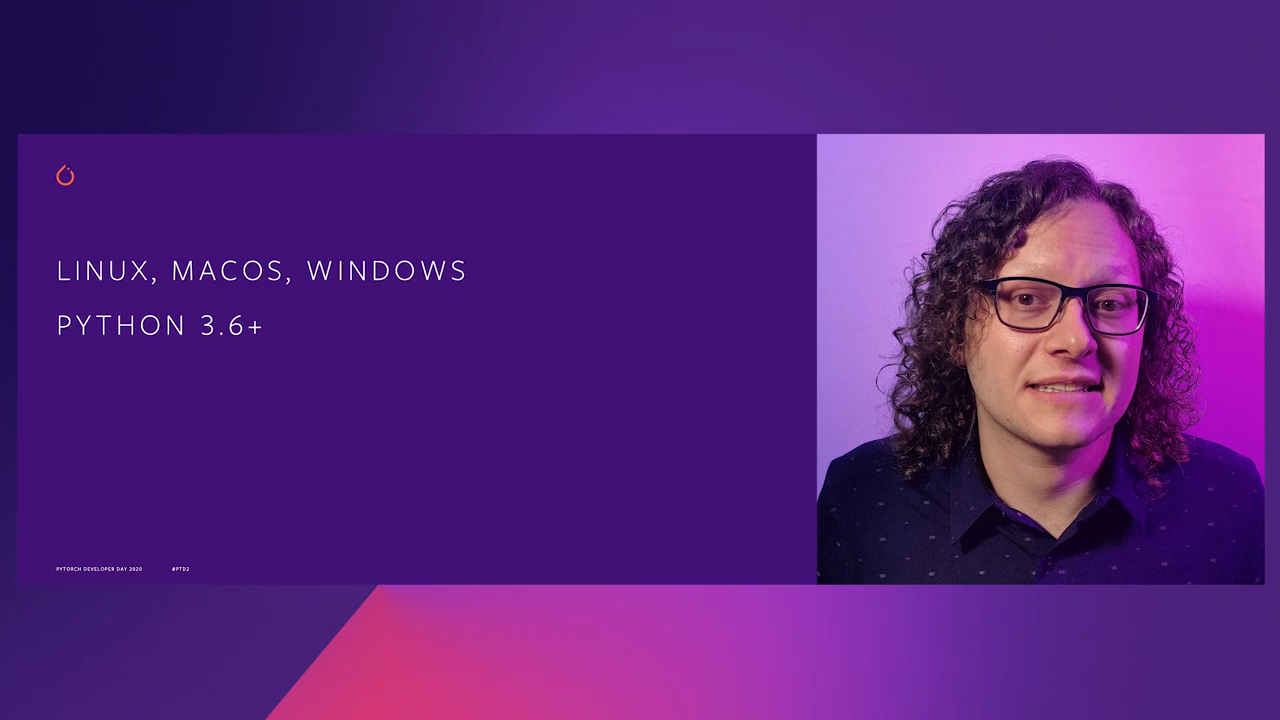 LINUX, MACOS, WINDOWS
PYTHON 3.6+
PYTORCH DEVELOPER DAY 2020 #PTD2